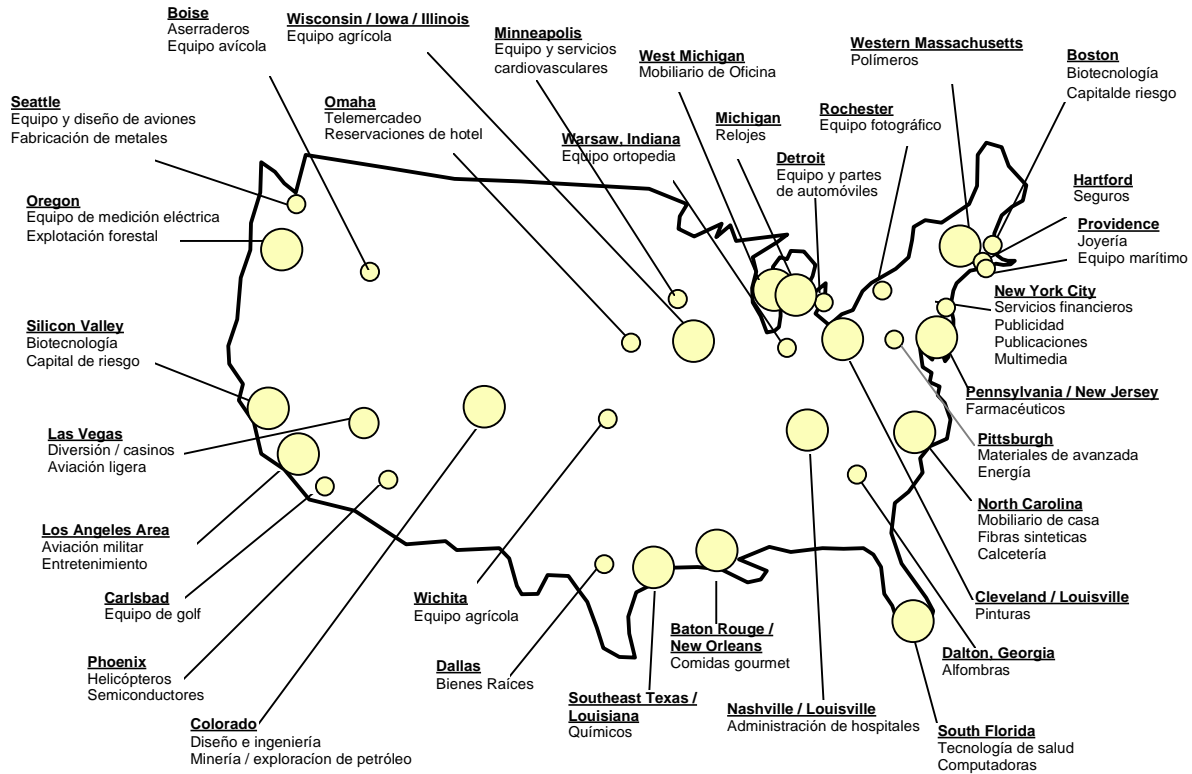 Boise
Aserraderos
Equipo avícola
Wisconsin / Iowa / Illinois
Equipo agrícola
Minneapolis
Equipo y servicios
cardiovasculares
West Michigan
Mobiliario de Oficina
Western Massachusetts
Polímeros
Boston
Biotecnología
Capitalde riesgo
Seattle
Equipo y diseño de aviones
Fabricación de metales
Omaha
Telemercadeo
Reservaciones de hotel
Warsaw, Indiana
Equipo ortopedia
Michigan
Relojes
Rochester
Equipo fotográfico
Detroit
Equipo y partes
de automóviles
Hartford
Seguros
Oregon
Equipo de medición eléctrica
Explotación forestal
Providence
Joyería
Equipo marítimo
New York City
Servicios financieros
Publicidad
Publicaciones
Multimedia
Silicon Valley
Biotecnología
Capital de riesgo
Pennsylvania / New Jersey
Farmacéuticos
Las Vegas
Diversión / casinos
Aviación ligera
Pittsburgh
Materiales de avanzada
Energía
North Carolina
Mobiliario de casa
Fibras sinteticas
Calcetería
Los Angeles Area
Aviación militar
Entretenimiento
Carlsbad
Equipo de golf
Wichita
Equipo agrícola
Cleveland / Louisville
Pinturas
Baton Rouge /
New Orleans
Comidas gourmet
Phoenix
Helicópteros
Semiconductores
Dallas
Bienes Raíces
Dalton, Georgia
Alfombras
Southeast Texas /
Louisiana
Químicos
Nashville / Louisville
Administración de hospitales
Colorado
Diseño e ingeniería
Minería / exploracíon de petróleo
South Florida
Tecnología de salud
Computadoras